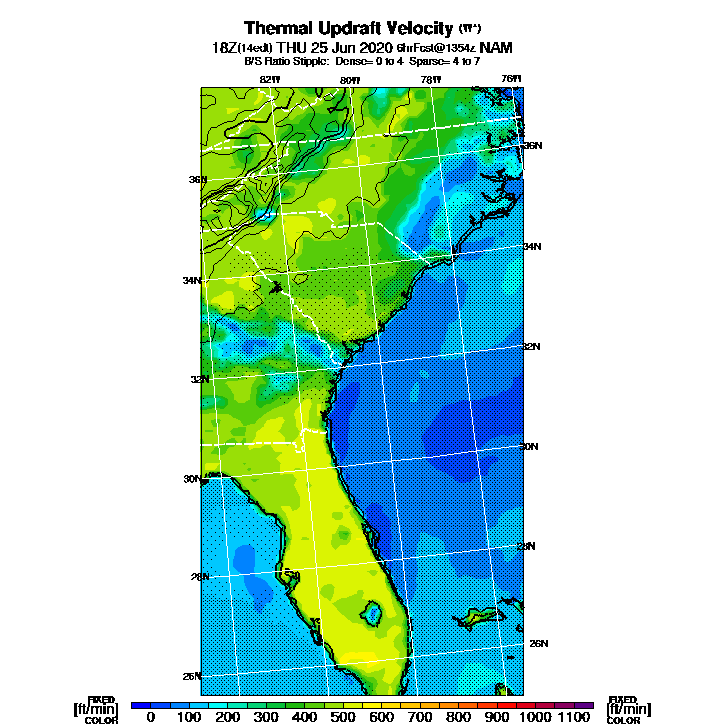 Thermal Updraft Velocity (W*)
18Z(14edt) THU 25 Jun 2020 6hrFcst@1354z NAM
B/S Ratio Stipple: Dense= 0 to 4 Sparse= 4 to 7
82W 80W 78W 76W
36N
36N
34N
34N
32N
32N
30N
30N
28N
28N
26N
26N
FIXED
[ft/min]
COLOR
0 100 200 300 400 500 600 700 800 900 1000 1100
FIXED
[ft/min]
COLOR